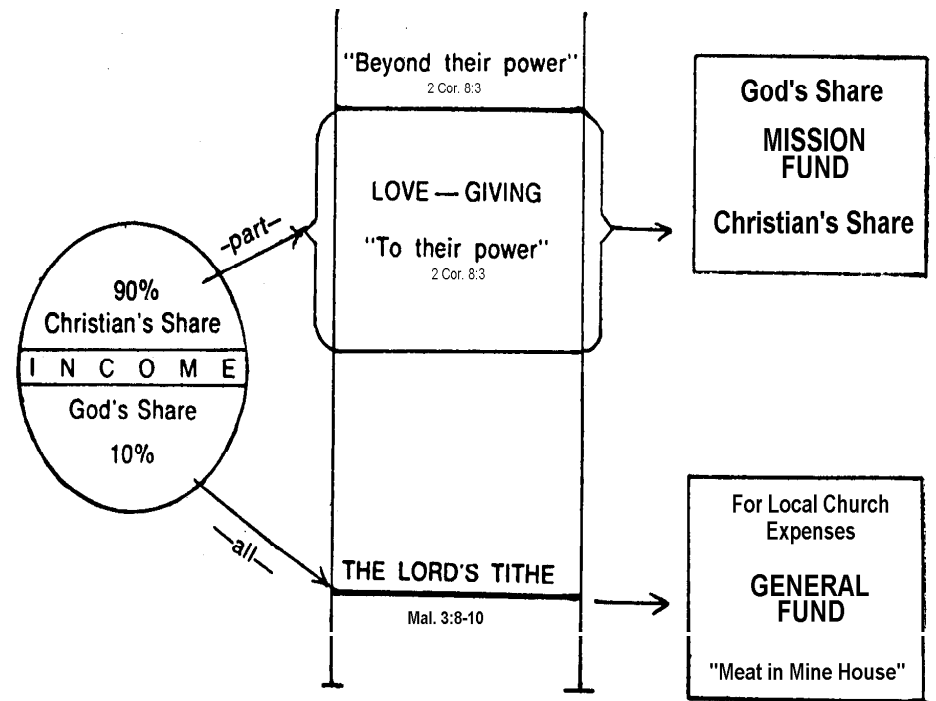 "Beyond their power"
2 Cor. 8:3
LOVE — GIVING
"To their power"
2 Cor. 8:3
–part–
90%
Christian's Share
I N C O M E
God's Share
10%
—all—
THE LORD'S TITHE
Mal. 3:8-10
God's Share
MISSION
FUND
Christian's Share
For Local Church
Expenses
GENERAL
FUND
"Meat in Mine House"